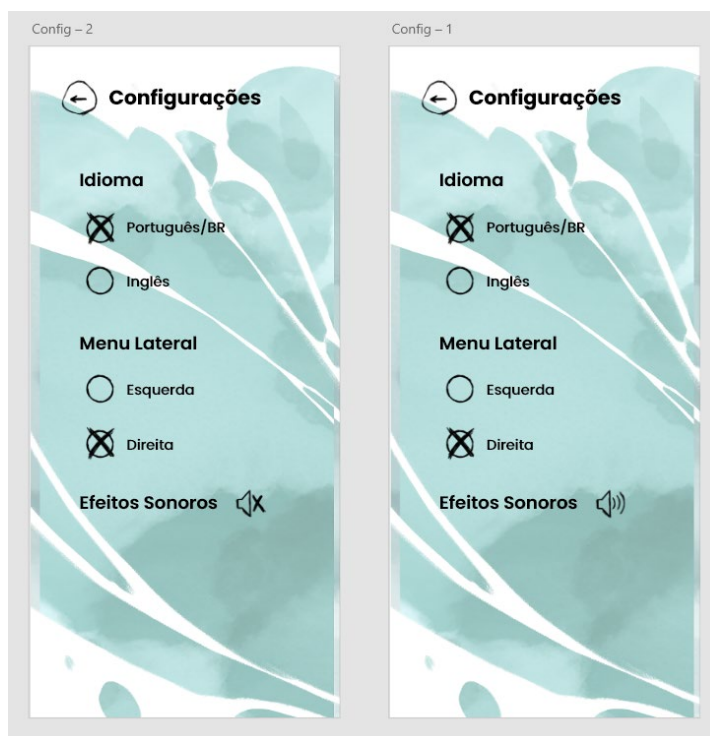 Config – 2
Configurações
Idioma
Português/BR
Inglês
Menu Lateral
Esquerda
Direita
Efeitos Sonoros
Config – 1
Configurações
Idioma
Português/BR
Inglês
Menu Lateral
Esquerda
Direita
Efeitos Sonoros